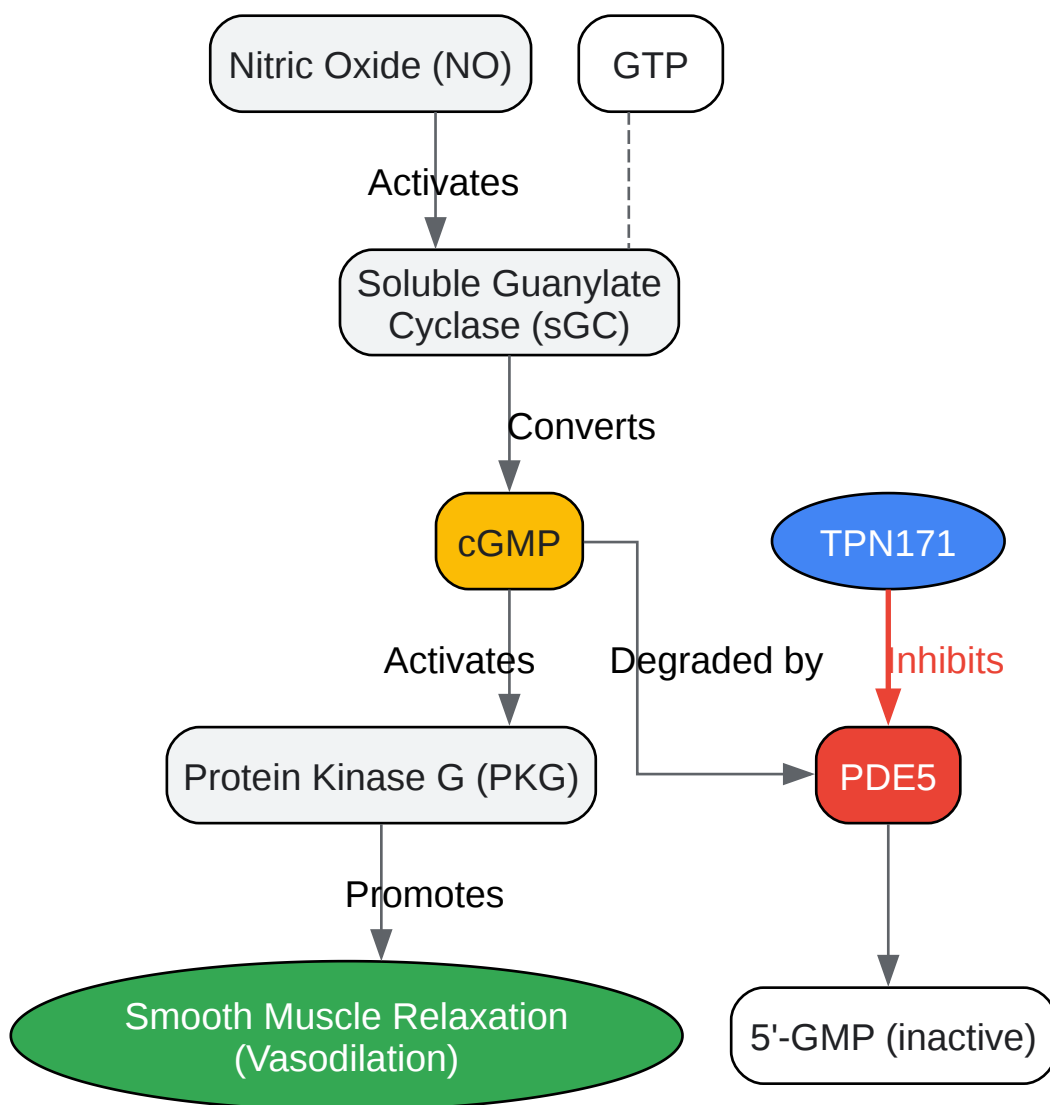 Nitric Oxide (NO)
GTP
Activates
Soluble Guanylate
Cyclase (sGC)
Converts
cGMP
TPN171
Activates
Degraded by
Inhibits
Protein Kinase G (PKG)
PDE5
Promotes
Smooth Muscle Relaxation
(Vasodilation)
5'-GMP (inactive)